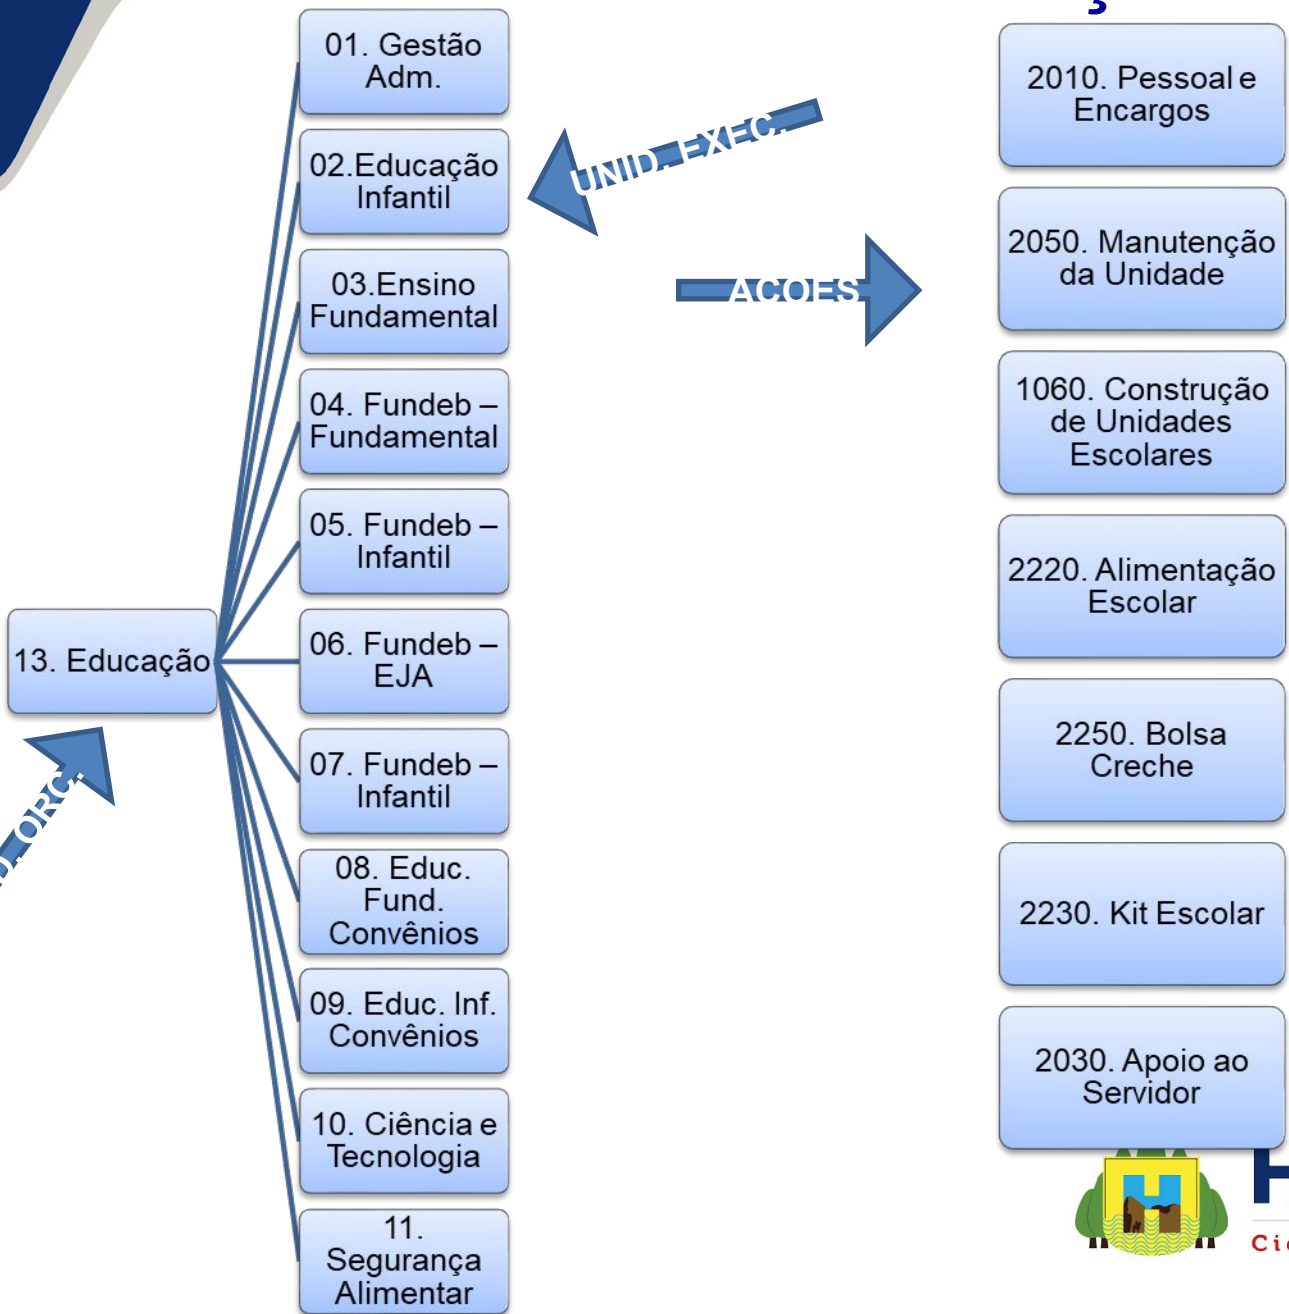 01. Gestão
Adm.
02.Educação
Infantil
03.Ensino
Fundamental
04. Fundeb –
Fundamental
05. Fundeb –
Infantil
13. Educação
06. Fundeb –
EJA
07. Fundeb –
Infantil
08. Educ.
Fund.
Convênios
09. Educ. Inf.
Convênios
10. Ciência e
Tecnologia
11.
Segurança
Alimentar
ORC.
UNID. EXEC.
ACOES
2010. Pessoal e
Encargos
2050. Manutenção
da Unidade
1060. Construção
de Unidades
Escolares
2220. Alimentação
Escolar
2250. Bolsa
Creche
2230. Kit Escolar
2030. Apoio ao
Servidor
H